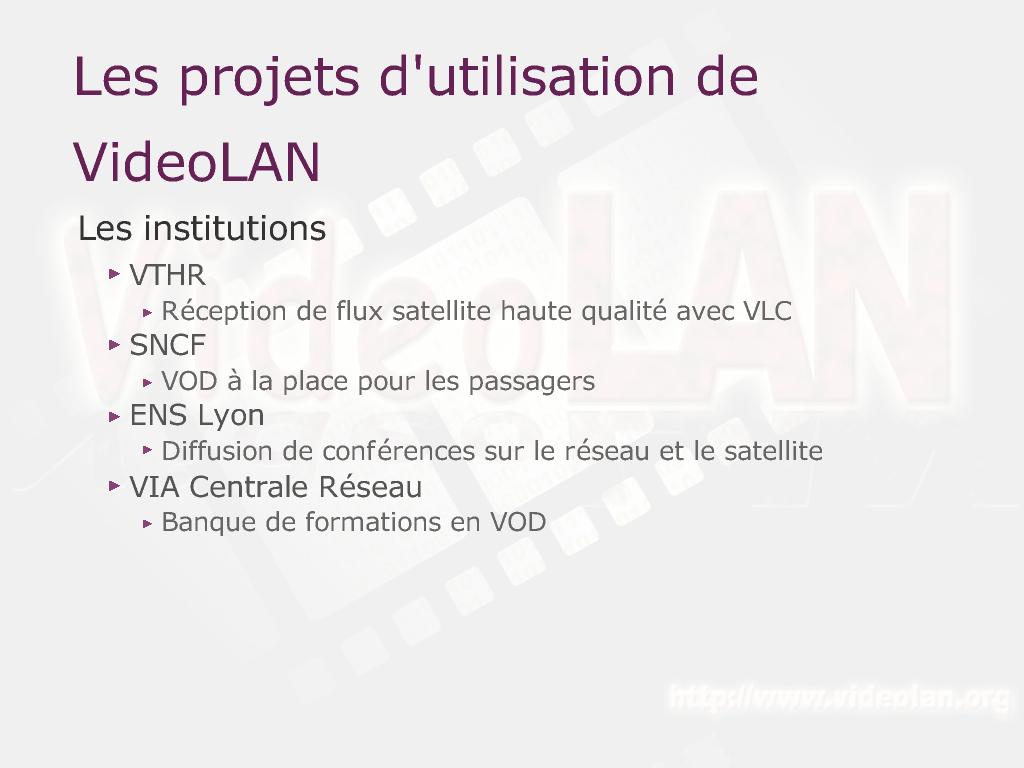 Les projets d'utilisation de
VideoLAN
Les institutions
VTHR
Réception de flux satellite haute qualité avec VLC
SNCF
VOD à la place pour les passagers
ENS Lyon
Diffusion de conférences sur le réseau et le satellite
VIA Centrale Réseau
Banque de formations en VOD
VideoLAN
http://www.videolan.org